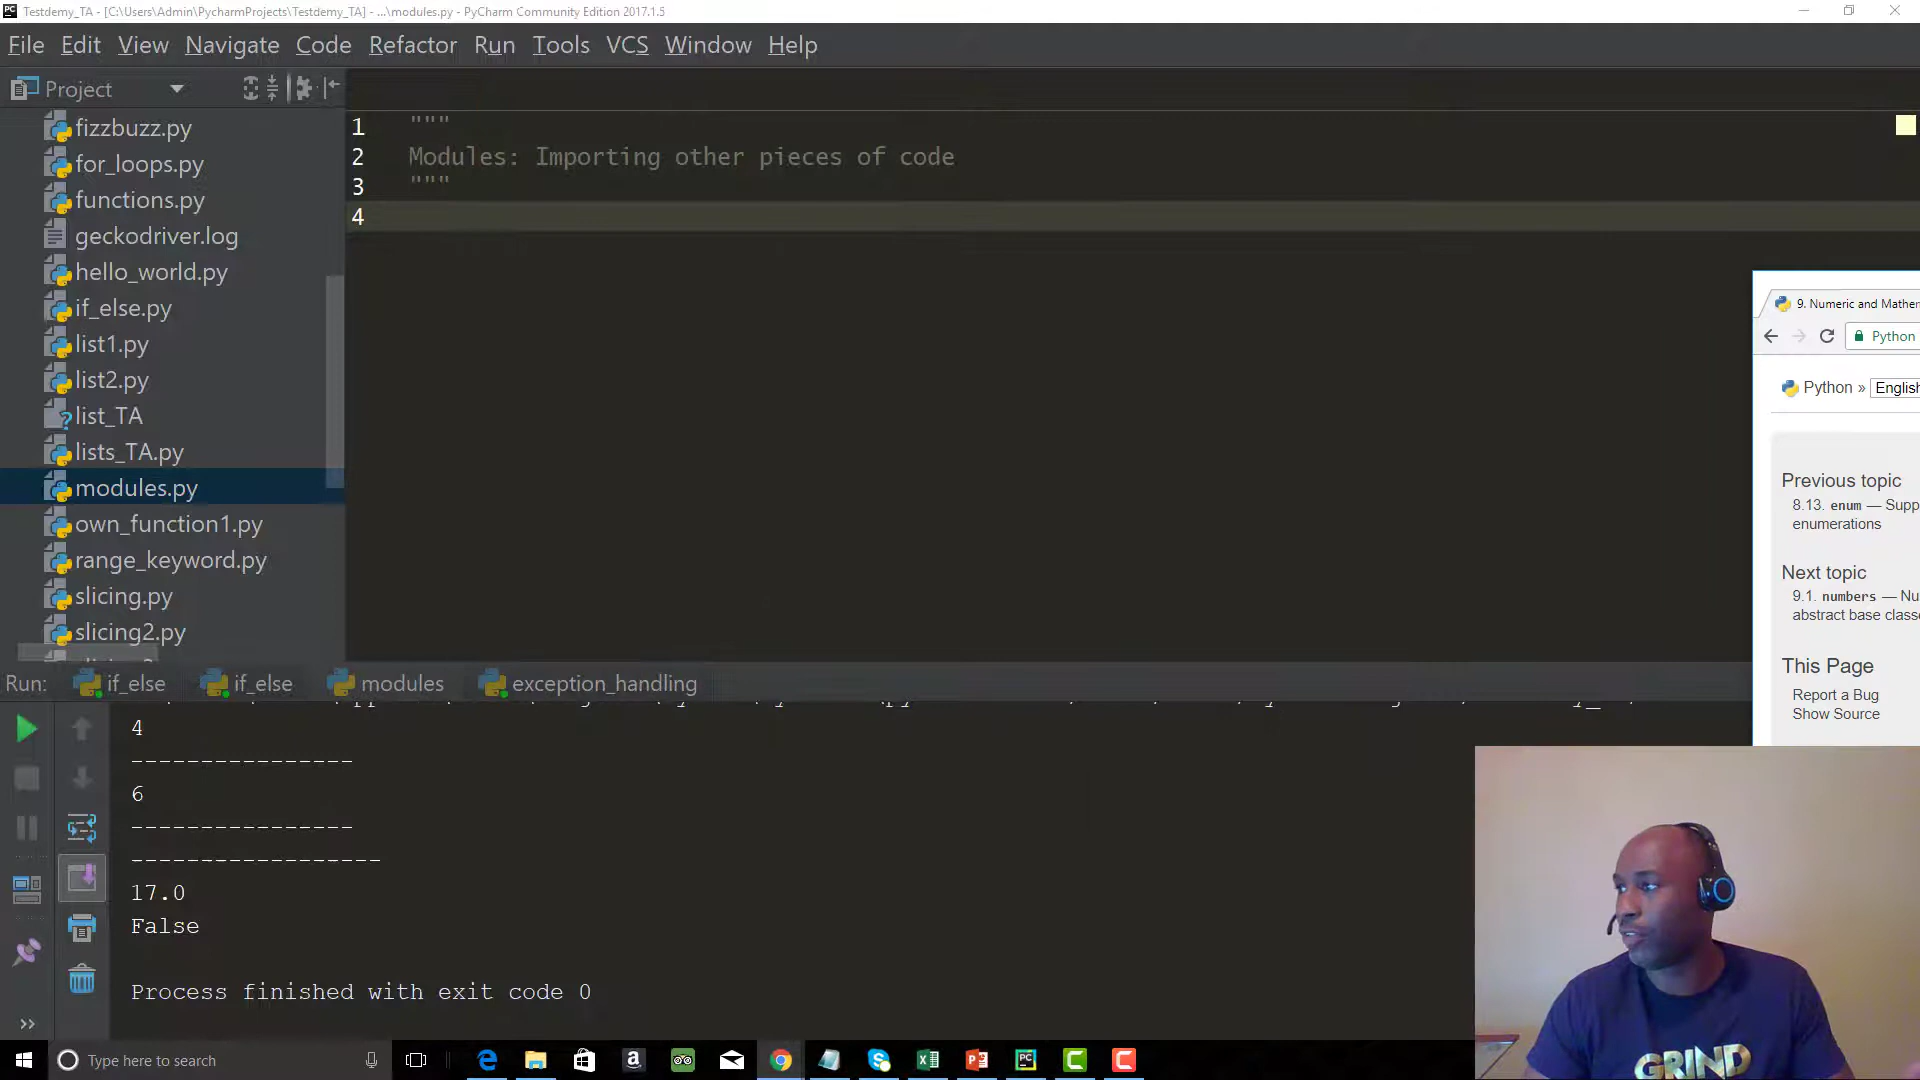 Testdemy_TA - [C:\Users\Admin\PycharmProjects\Testdemy_TA] - ...\modules.py - PyCharm Community Edition 2017.1.5
File Edit View Navigate Code Refactor Run Tools VCS Window Help
Project
fizzbuzz.py
for_loops.py
functions.py
geckodriver.log
hello_world.py
if_else.py
list1.py
list2.py
list_TA
lists_TA.py
modules.py
own_function1.py
range_keyword.py
slicing.py
slicing2.py
1 """
2 Modules: Importing other pieces of code
3 """
4
9. Numeric and Mather
Python
Python » English
Previous topic
8.13. enum — Supp
enumerations
Next topic
9.1. numbers — Nu
abstract base classe
This Page
Report a Bug
Show Source
Run: if_else if_else modules exception_handling
4
----------------
6
----------------
------------------
17.0
False
Process finished with exit code 0
GRIND
Type here to search